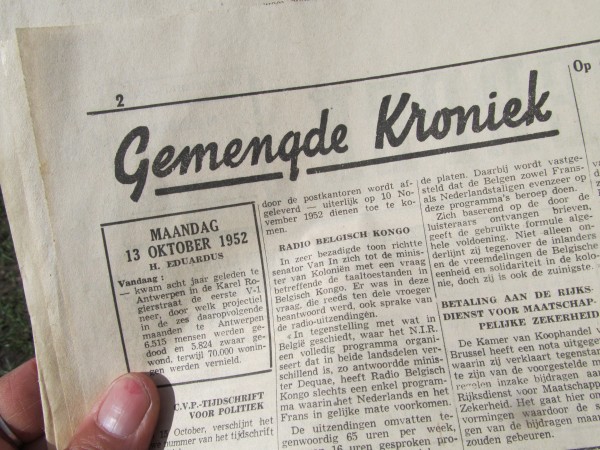 2
Op
Gemengde Kroniek
MAANDAG
13 OKTOBER 1952
H. EDUARDUS
Vandaag :
— kwam acht jaar geleden te
Antwerpen in de Karel Ro-
gierstraat de eerste V-1
neer, door welk projectiel
in de zes daaropvolgende
maanden te Antwerpen
6.515 mensen werden ge-
dood en 5.824 zwaar ge-
wond, terwijl 70.000 wonin-
gen werden vernield.
C.V.P.-TIJDSCHRIFT
VOOR POLITIEK
15 October, verschijnt het
nummer van het tijdschrift
door de postkantoren wordt af-
geleverd — uiterlijk op 10 No-
vember 1952 dienen toe te ko-
men.
RADIO BELGISCH KONGO
In zeer bezadigde toon richtte
senator Van In zich tot de minis-
ter van Koloniën met een vraag
betreffende de taaltoestanden in
Belgisch Kongo. Er was in deze
vraag, die reeds ten dele vroeger
beantwoord werd, ook sprake van
de radio-uitzendingen.
«In tegenstelling met wat in
België geschiedt, waar het N.I.R.
een volledig programma organi-
seert dat in beide landsdelen ver-
schillend is, zo antwoordde minis-
ter Dequae, heeft Radio Belgisch
Kongo slechts een enkel program-
ma waarin het Nederlands en het
Frans in gelijke mate voorkomen.
De uitzendingen omvatten te-
genwoordig 65 uren per week,
16 uren gesproken pro-
de platen. Daarbij wordt vastge-
steld dat de Belgen zowel Frans-
als Nederlandstaligen evenzeer op
deze programma's beroep doen.
Zich baserend op de door de
luisteraars ontvangen brieven,
geeft de gebruikte formule alge-
hele voldoening. Niet alleen on-
derlijnt zij tegenover de inlanders
en de vreemdelingen de Belgische
eenheid en solidariteit in de kolo-
nie, doch zij is ook de zuinigste.
BETALING AAN DE RIJKS-
DIENST VOOR MAATSCHAP-
PELIJKE ZEKERHEID
De Kamer van Koophandel van
Brussel heeft een nota uitgege
waarin zij verklaart tegenstan
te zijn van de voorgestelde m
regelen inzake bijdragen aan
Rijksdienst voor Maatschapp
Zekerheid. Het gaat hier om
vormingen waardoor de s
gen van de bijdragen maan
zouden gebeuren.